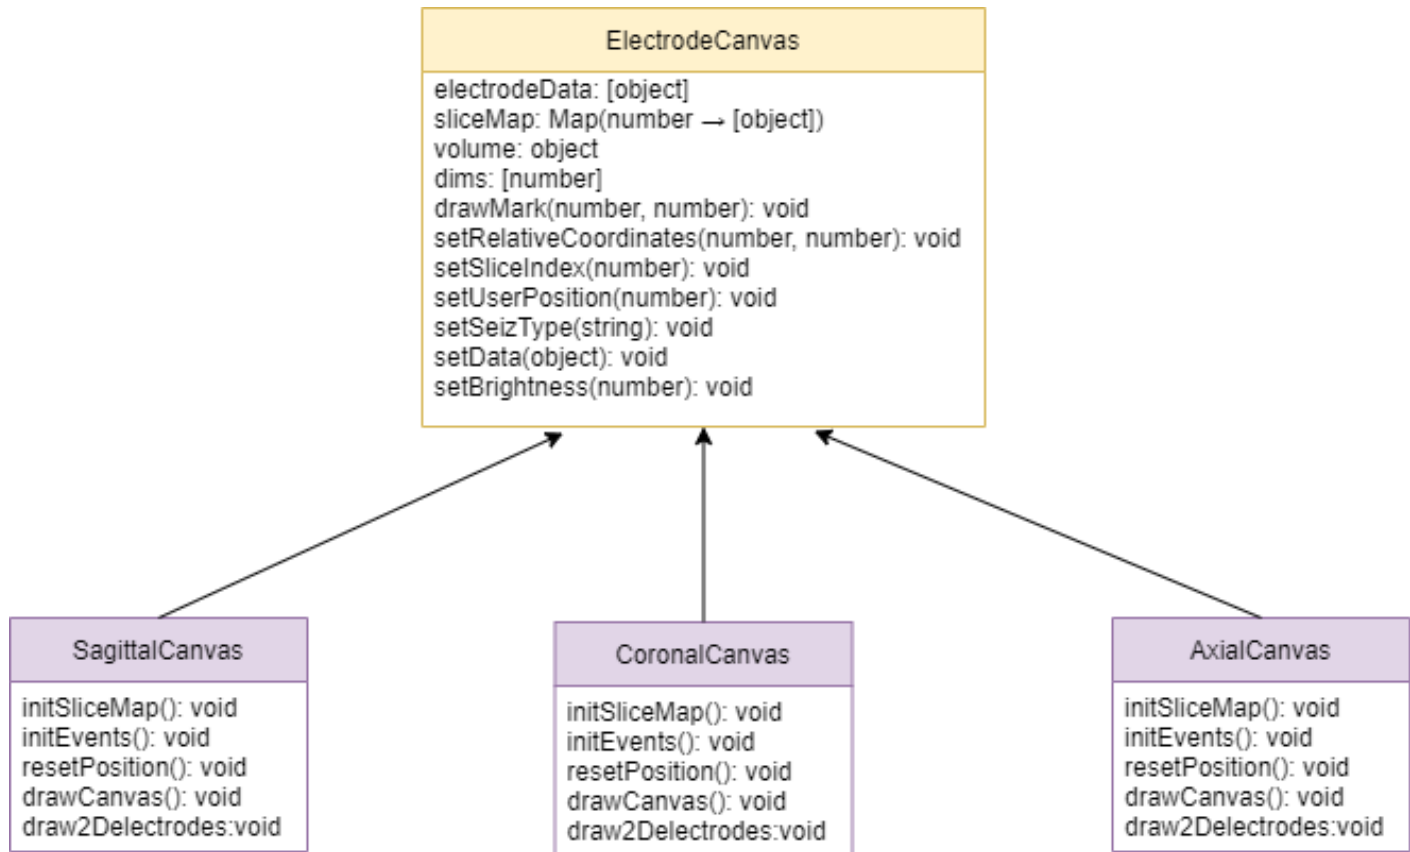 ElectrodeCanvas
electrodeData: [object]
sliceMap: Map(number → [object])
volume: object
dims: [number]
drawMark(number, number): void
setRelativeCoordinates(number, number): void
setSliceIndex(number): void
setUserPosition(number): void
setSeizType(string): void
setData(object): void
setBrightness(number): void
SagittalCanvas
initSliceMap(): void
initEvents(): void
resetPosition(): void
drawCanvas(): void
draw2Delectrodes:void
CoronalCanvas
initSliceMap(): void
initEvents(): void
resetPosition(): void
drawCanvas(): void
draw2Delectrodes:void
AxialCanvas
initSliceMap(): void
initEvents(): void
resetPosition(): void
drawCanvas(): void
draw2Delectrodes:void